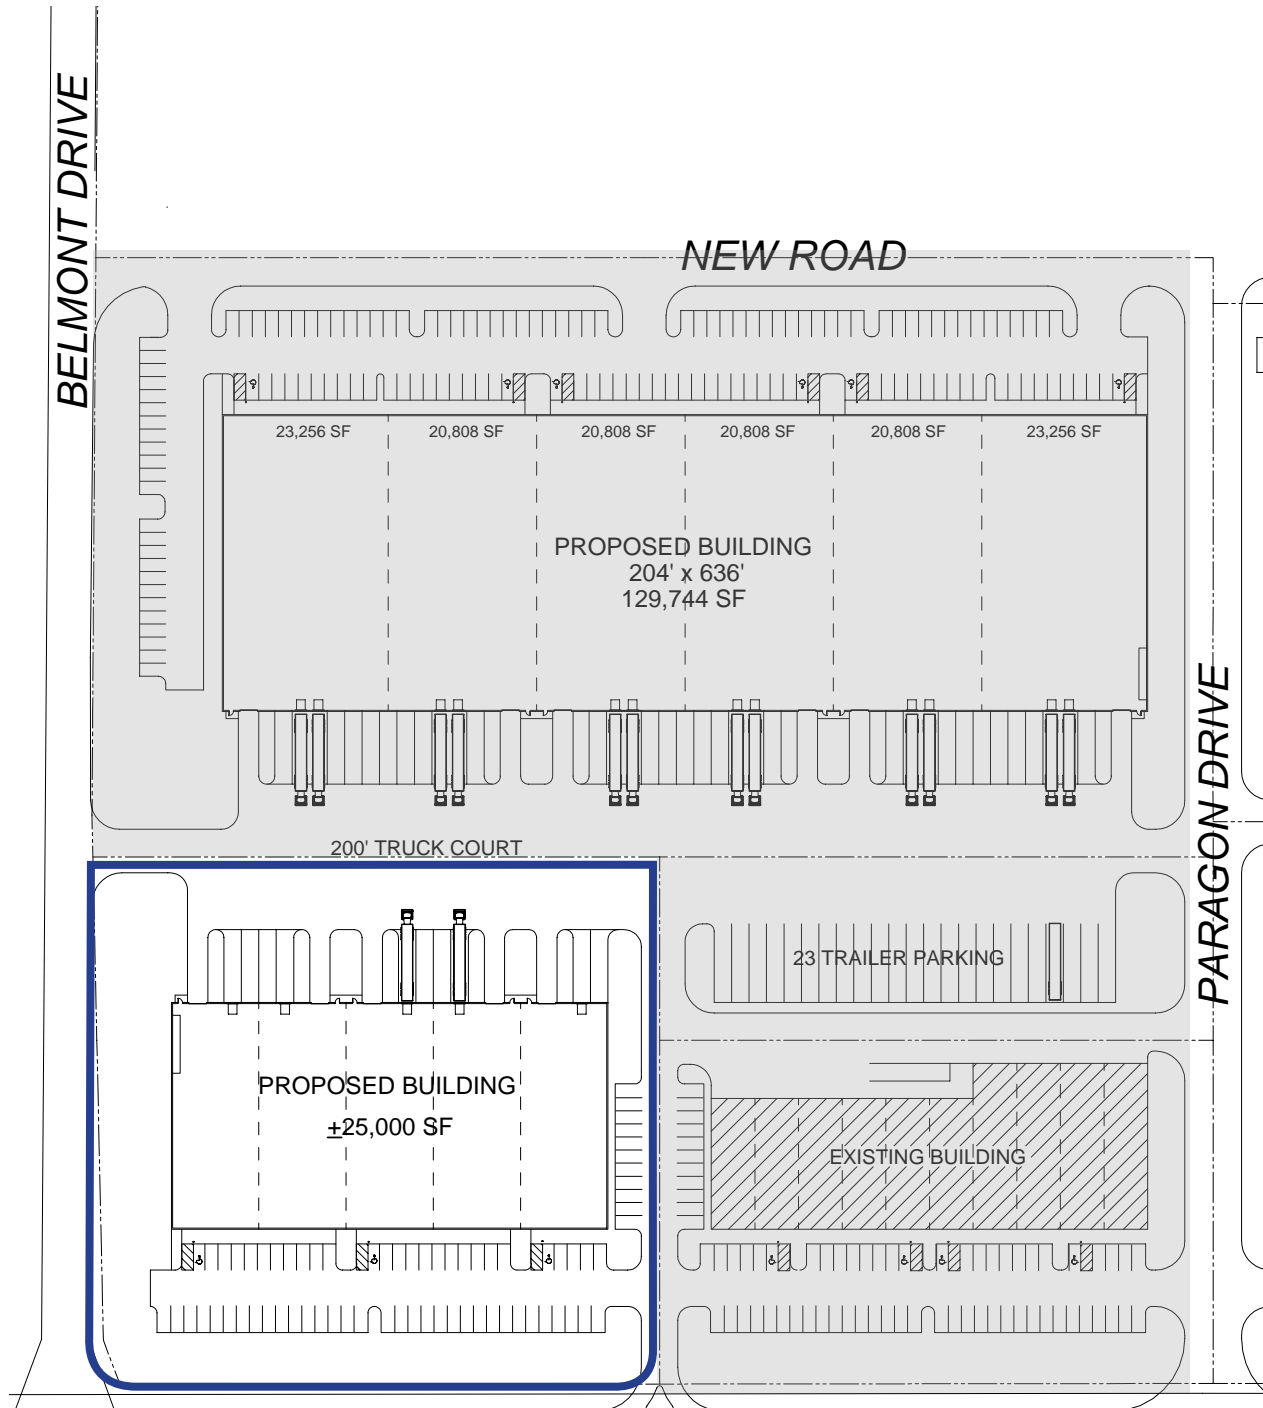 BELMONT DRIVE
NEW ROAD
23,256 SF
20,808 SF
20,808 SF
20,808 SF
20,808 SF
23,256 SF
PROPOSED BUILDING
204' x 636'
129,744 SF
PARAGON DRIVE
200' TRUCK COURT
23 TRAILER PARKING
PROPOSED BUILDING
±25,000 SF
EXISTING BUILDING